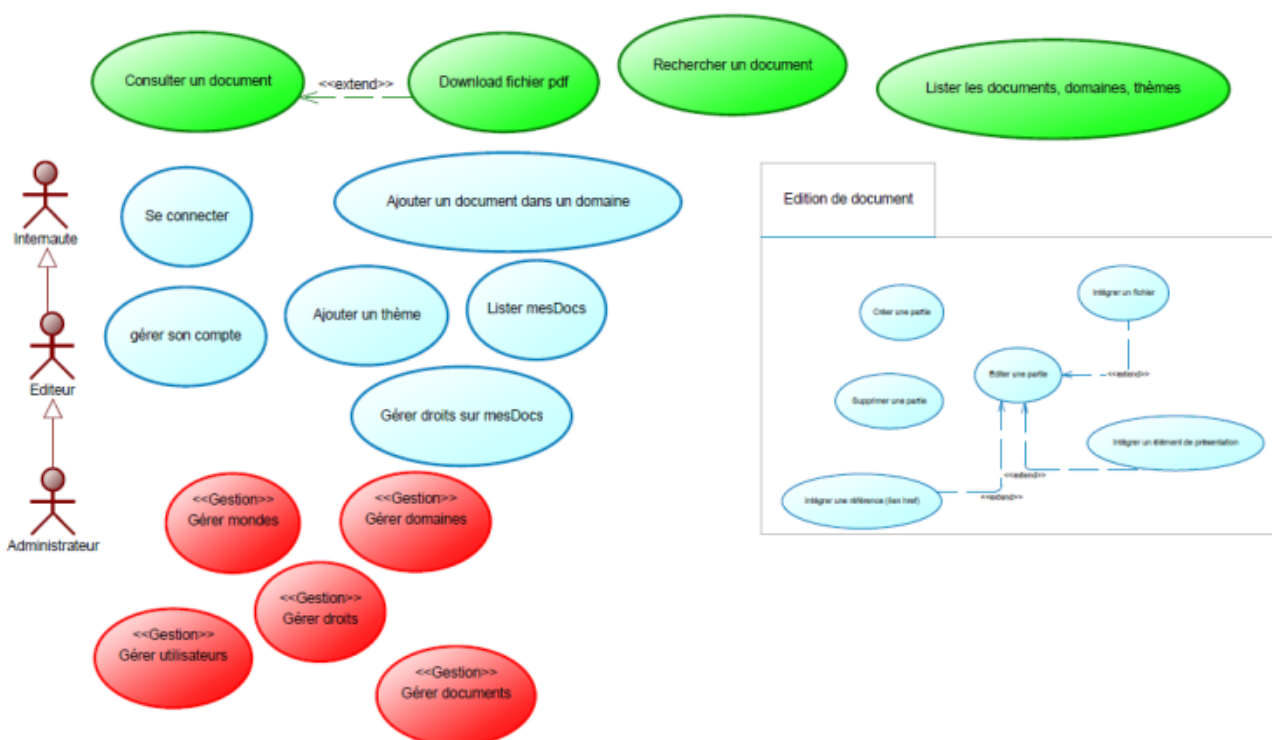 Consulter un document
<<extend>>
Download fichier pdf
Rechercher un document
Lister les documents, domaines, thèmes
Internaute
Se connecter
Ajouter un document dans un domaine
Edition de document
gérer son compte
Ajouter un thème
Lister mesDocs
Editeur
Gérer droits sur mesDocs
Créer une partie
Intégrer un fichier
Editer une partie
<<extend>>
Supprimer une partie
Intégrer un élément de présentation
<<extend>>
Intégrer une référence (lien href)
<<extend>>
Administrateur
<<Gestion>>
Gérer mondes
<<Gestion>>
Gérer domaines
<<Gestion>>
Gérer droits
<<Gestion>>
Gérer utilisateurs
<<Gestion>>
Gérer documents